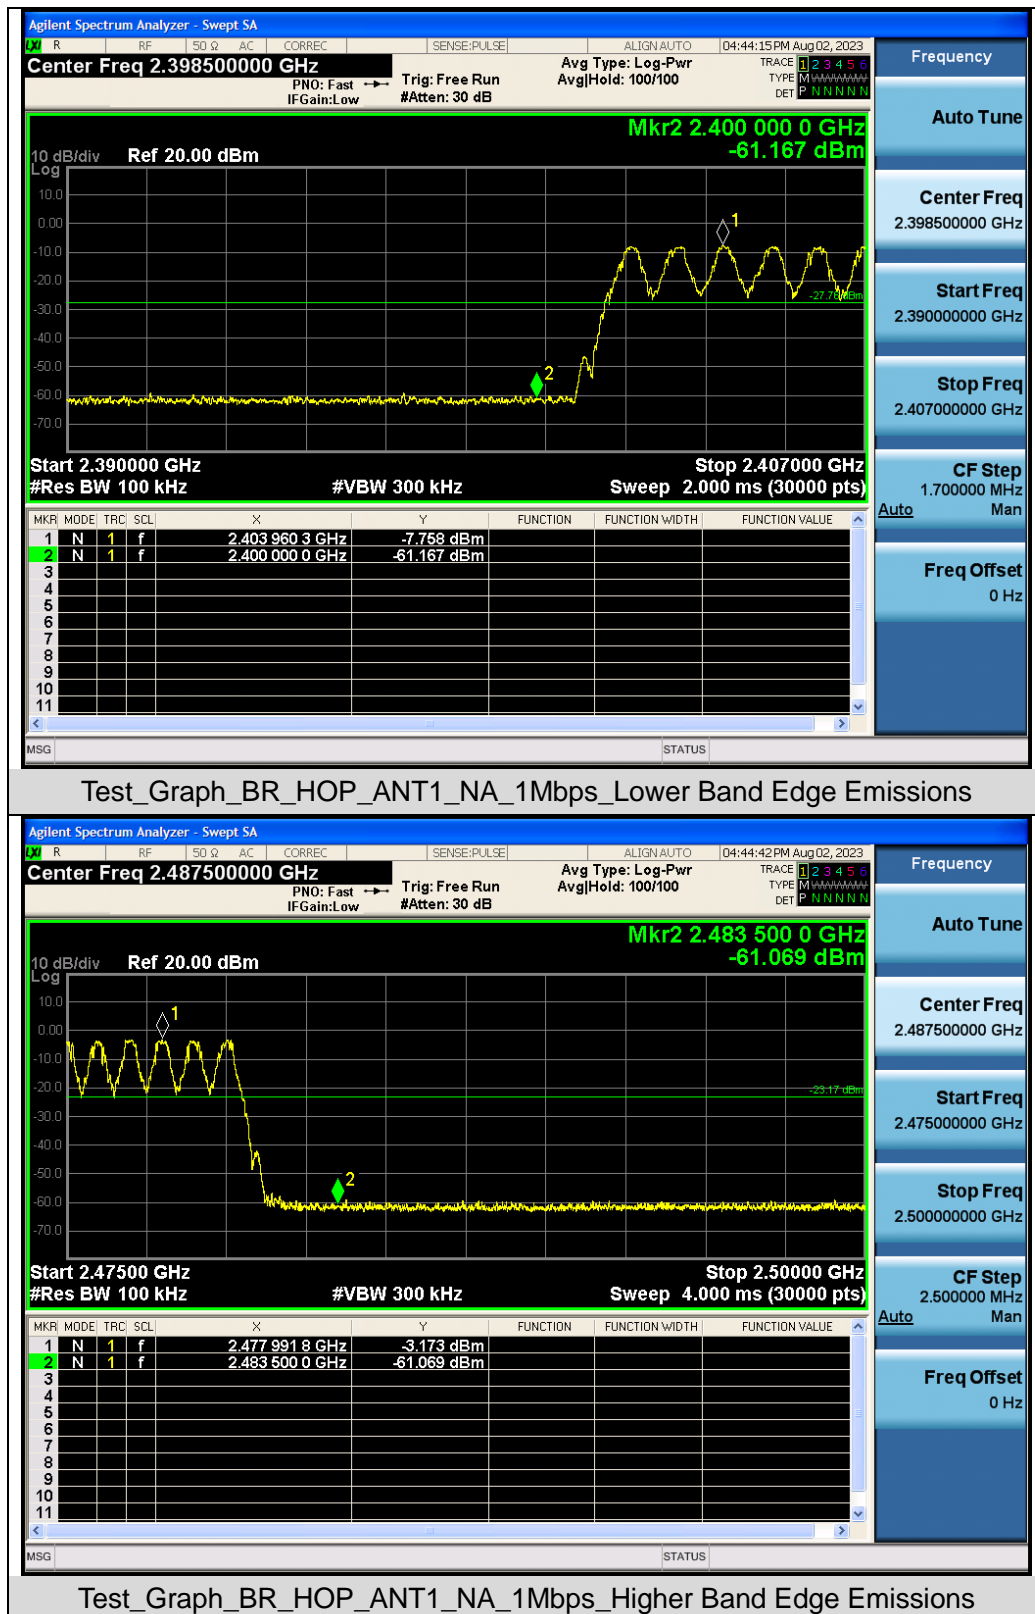 Agilent Spectrum Analyzer - Swept SA
LXI R RF 50 Ω AC CORREC SENSE:PULSE ALIGN AUTO 04:44:15 PM Aug 02, 2023
Center Freq 2.398500000 GHz
PNO: Fast
IFGain:Low
Trig: Free Run
#Atten: 30 dB
Avg Type: Log-Pwr
Avg|Hold: 100/100
TRACE 1 2 3 4 5 6
TYPE M WWWWW
DET P N N N N N
Mkr2 2.400 000 0 GHz
-61.167 dBm
10 dB/div Ref 20.00 dBm
Log
10.0
0.00
-10.0
-20.0
-30.0
-40.0
-50.0
-60.0
-70.0
1
2
-27.76 dBm
Start 2.390000 GHz Stop 2.407000 GHz
#Res BW 100 kHz #VBW 300 kHz Sweep 2.000 ms (30000 pts)
MKR MODE TRC SCL X Y FUNCTION FUNCTION WIDTH FUNCTION VALUE
1 N 1 f 2.403 960 3 GHz -7.758 dBm
2 N 1 f 2.400 000 0 GHz -61.167 dBm
3
4
5
6
7
8
9
10
11
MSG STATUS
Frequency
Auto Tune
Center Freq
2.398500000 GHz
Start Freq
2.390000000 GHz
Stop Freq
2.407000000 GHz
CF Step
1.700000 MHz
Auto Man
Freq Offset
0 Hz
Test_Graph_BR_HOP_ANT1_NA_1Mbps_Lower Band Edge Emissions
Agilent Spectrum Analyzer - Swept SA
LXI R RF 50 Ω AC CORREC SENSE:PULSE ALIGN AUTO 04:44:42 PM Aug 02, 2023
Center Freq 2.487500000 GHz
PNO: Fast
IFGain:Low
Trig: Free Run
#Atten: 30 dB
Avg Type: Log-Pwr
Avg|Hold: 100/100
TRACE 1 2 3 4 5 6
TYPE M WWWWW
DET P N N N N N
Mkr2 2.483 500 0 GHz
-61.069 dBm
10 dB/div Ref 20.00 dBm
Log
10.0
0.00
-10.0
-20.0
-30.0
-40.0
-50.0
-60.0
-70.0
1
2
-23.17 dBm
Start 2.47500 GHz Stop 2.50000 GHz
#Res BW 100 kHz #VBW 300 kHz Sweep 4.000 ms (30000 pts)
MKR MODE TRC SCL X Y FUNCTION FUNCTION WIDTH FUNCTION VALUE
1 N 1 f 2.477 991 8 GHz -3.173 dBm
2 N 1 f 2.483 500 0 GHz -61.069 dBm
3
4
5
6
7
8
9
10
11
MSG STATUS
Frequency
Auto Tune
Center Freq
2.487500000 GHz
Start Freq
2.475000000 GHz
Stop Freq
2.500000000 GHz
CF Step
2.500000 MHz
Auto Man
Freq Offset
0 Hz
Test_Graph_BR_HOP_ANT1_NA_1Mbps_Higher Band Edge Emissions